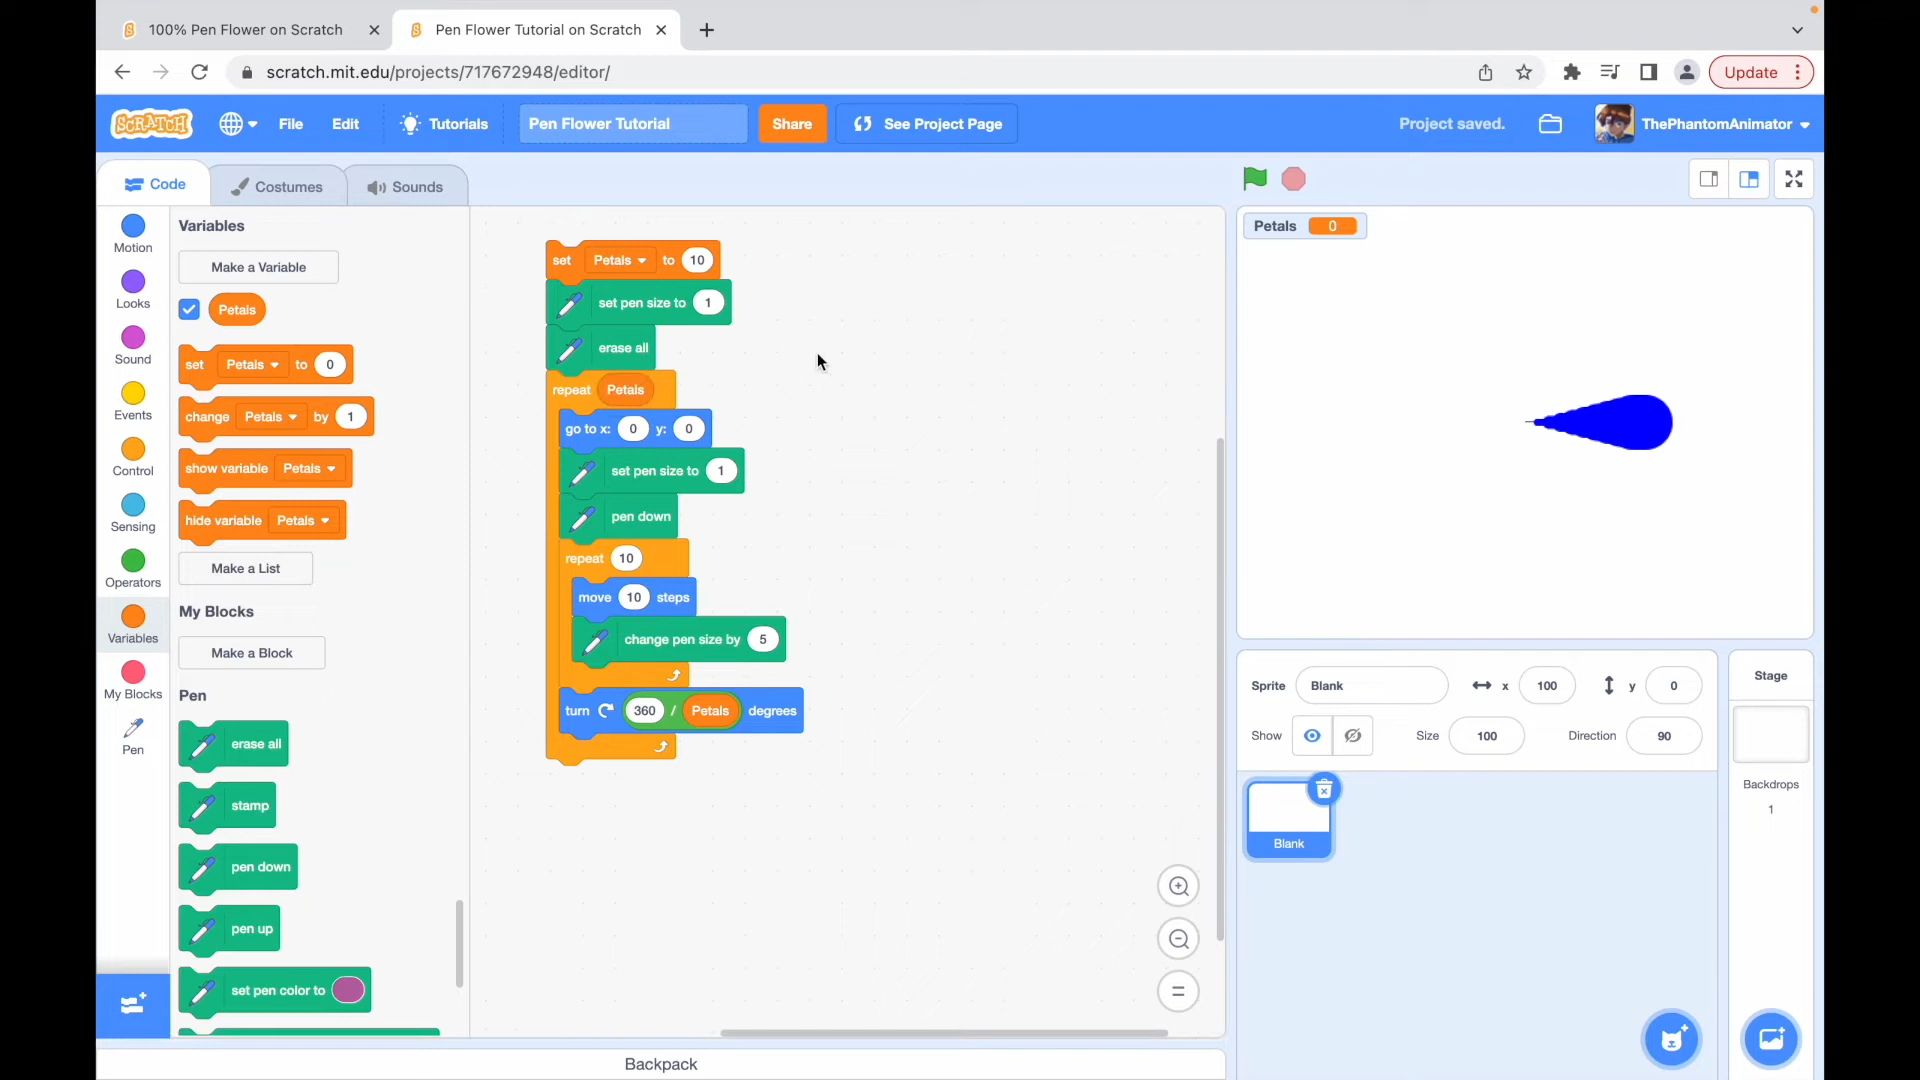 100% Pen Flower on Scratch
Pen Flower Tutorial on Scratch
scratch.mit.edu/projects/717672948/editor/
Update
SCRATCH
File
Edit
Tutorials
Pen Flower Tutorial
Share
See Project Page
Project saved.
ThePhantomAnimator
Code
Costumes
Sounds
Motion
Looks
Sound
Events
Control
Sensing
Operators
Variables
My Blocks
Pen
Variables
Make a Variable
Petals
set Petals to 0
change Petals by 1
show variable Petals
hide variable Petals
Make a List
My Blocks
Make a Block
Pen
erase all
stamp
pen down
pen up
set pen color to
set Petals to 10
set pen size to 1
erase all
repeat Petals
go to x: 0 y: 0
set pen size to 1
pen down
repeat 10
move 10 steps
change pen size by 5
turn 360 / Petals degrees
Backpack
Petals 0
Sprite Blank x 100 y 0
Show Size 100 Direction 90
Blank
Stage
Backdrops
1